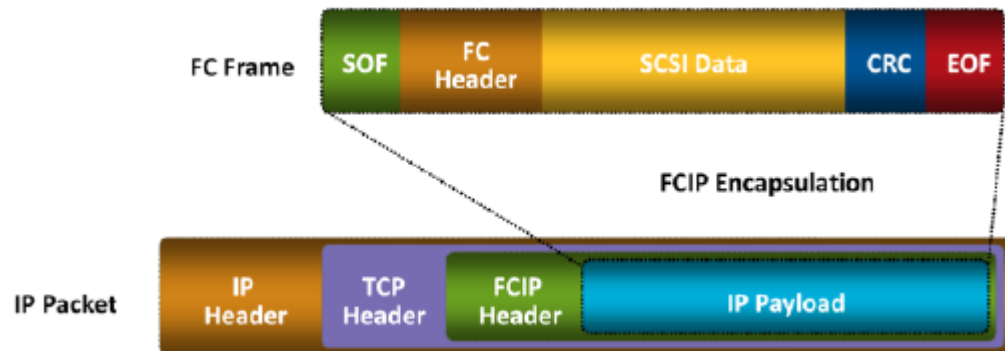 FC Frame
SOF
FC
Header
SCSI Data
CRC
EOF
FCIP Encapsulation
IP Packet
IP
Header
TCP
Header
FCIP
Header
IP Payload